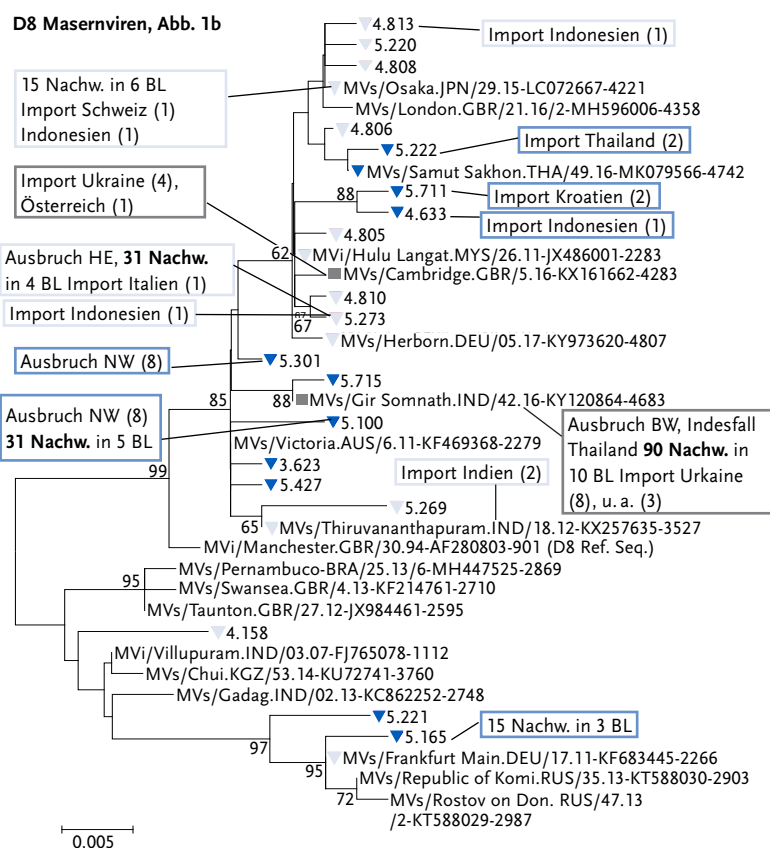 D8 Masernviren, Abb. 1b
4.813
Import Indonesien (1)
5.220
4.808
15 Nachw. in 6 BL
Import Schweiz (1)
Indonesien (1)
MVs/Osaka.JPN/29.15-LC072667-4221
MVs/London.GBR/21.16/2-MH596006-4358
4.806
Import Thailand (2)
5.222
MVs/Samut Sakhon.THA/49.16-MK079566-4742
Import Ukraine (4),
Österreich (1)
88
5.711
Import Kroatien (2)
4.633
Import Indonesien (1)
4.805
62
MVi/Hulu Langat.MYS/26.11-JX486001-2283
Ausbruch HE, 31 Nachw.
in 4 BL Import Italien (1)
MVs/Cambridge.GBR/5.16-KX161662-4283
4.810
Import Indonesien (1)
67
5.273
67
MVs/Herborn.DEU/05.17-KY973620-4807
Ausbruch NW (8)
5.301
5.715
85
88
MVs/Gir Somnath.IND/42.16-KY120864-4683
Ausbruch NW (8)
31 Nachw. in 5 BL
5.100
Ausbruch BW, Indesfall
Thailand 90 Nachw. in
10 BL Import Urkaine
(8), u. a. (3)
MVs/Victoria.AUS/6.11-KF469368-2279
3.623
Import Indien (2)
99
5.427
5.269
65
MVs/Thiruvananthapuram.IND/18.12-KX257635-3527
MVi/Manchester.GBR/30.94-AF280803-901 (D8 Ref. Seq.)
MVs/Pernambuco-BRA/25.13/6-MH447525-2869
95
MVs/Swansea.GBR/4.13-KF214761-2710
MVs/Taunton.GBR/27.12-JX984461-2595
4.158
MVi/Villupuram.IND/03.07-FJ765078-1112
MVs/Chui.KGZ/53.14-KU72741-3760
MVs/Gadag.IND/02.13-KC862252-2748
5.221
15 Nachw. in 3 BL
97
5.165
MVs/Frankfurt Main.DEU/17.11-KF683445-2266
95
MVs/Republic of Komi.RUS/35.13-KT588030-2903
72
MVs/Rostov on Don. RUS/47.13
/2-KT588029-2987
0.005